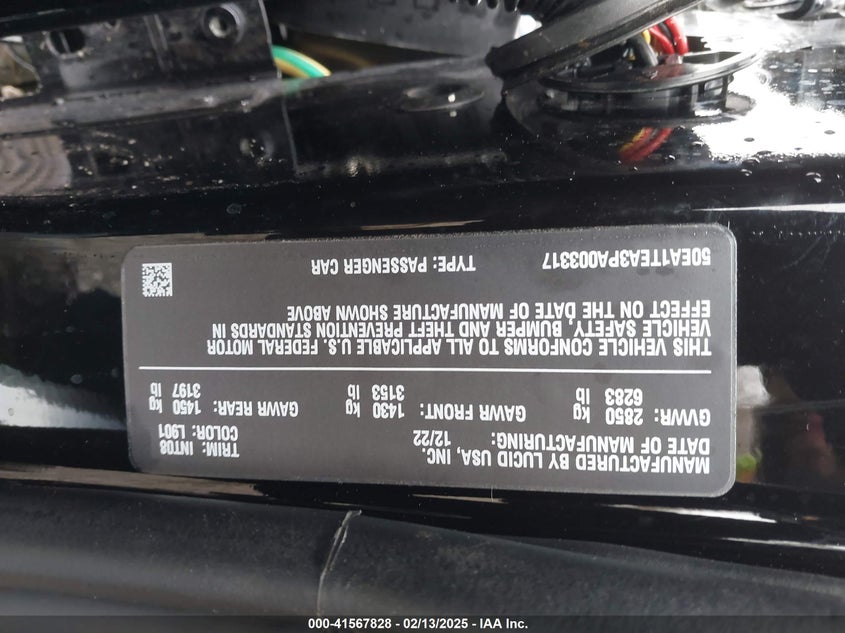 MANUFACTURED BY LUCID USA, INC.
DATE OF MANUFACTURING: 12/22
TRIM: INT08
COLOR: L901
GVWR: 2850 kg
6283 lb
GAWR FRONT: 1430 kg
3153 lb
GAWR REAR: 1450 kg
3197 lb
THIS VEHICLE CONFORMS TO ALL APPLICABLE U.S. FEDERAL MOTOR
VEHICLE SAFETY, BUMPER AND THEFT PREVENTION STANDARDS IN
EFFECT ON THE DATE OF MANUFACTURE SHOWN ABOVE
50EA1TEA3PA003317
TYPE: PASSENGER CAR
000-41567828 - 02/13/2025 - IAA Inc.